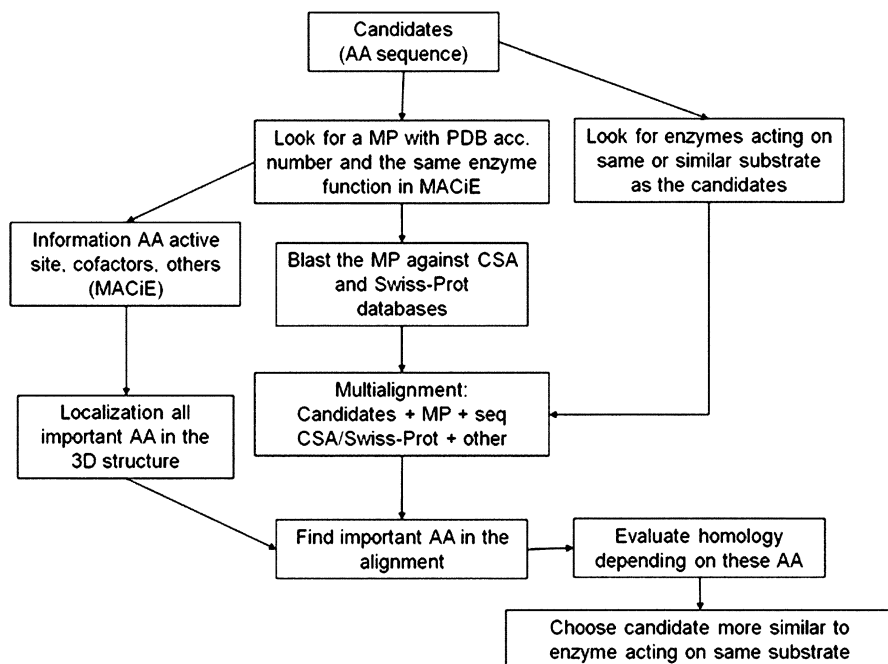 Candidates
(AA sequence)
Look for a MP with PDB acc.
number and the same enzyme
function in MACiE
Look for enzymes acting on
same or similar substrate
as the candidates
Information AA active
site, cofactors, others
(MACiE)
Blast the MP against CSA
and Swiss-Prot
databases
Localization all
important AA in the
3D structure
Multialignment:
Candidates + MP + seq
CSA/Swiss-Prot + other
Find important AA in the
alignment
Evaluate homology
depending on these AA
Choose candidate more similar to
enzyme acting on same substrate